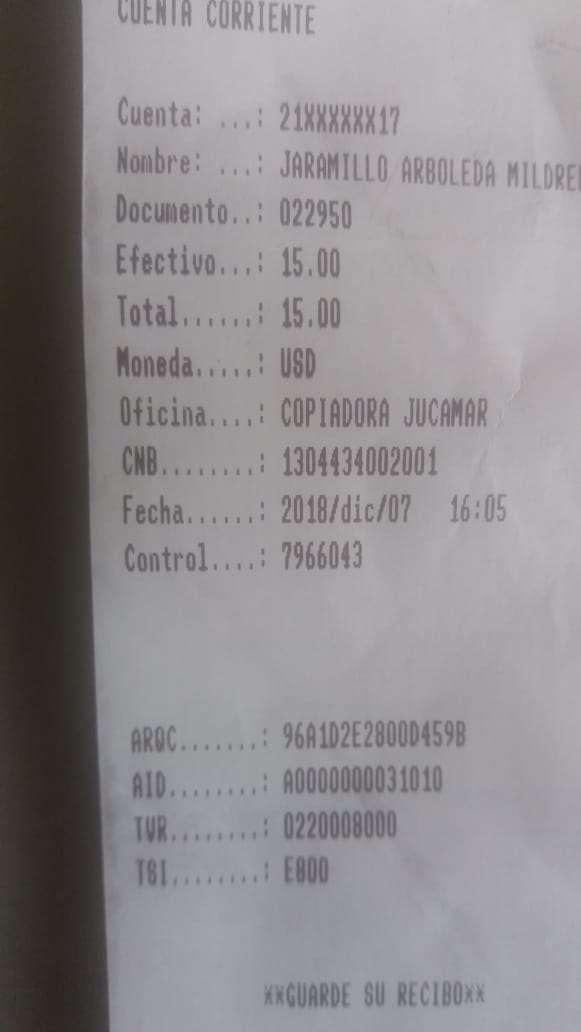 CUENTA CORRIENTE
Cuenta: ...: 21XXXXXX17
Nombre: ...: JARAMILLO ARBOLEDA MILDRE
Documento..: 022950
Efectivo...: 15.00
Total......: 15.00
Moneda.....: USD
Oficina....: COPIADORA JUCAMAR
CNB........: 1304434002001
Fecha......: 2018/dic/07 16:05
Control....: 7966043
ARQC.......: 96A1D2E2800D459B
AID........: A0000000031010
TVR........: 0220008000
TSI........: E800
**GUARDE SU RECIBO**